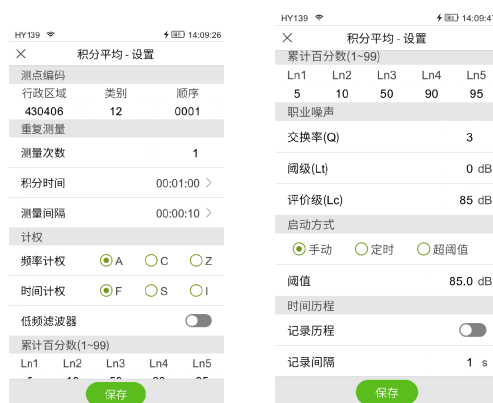 HY139 14:09:26
积分平均 - 设置
测点编码
行政区域 类别 顺序
430406 12 0001
重复测量
测量次数 1
积分时间 00:01:00
测量间隔 00:00:10
计权
频率计权 A C Z
时间计权 F S I
低频滤波器
累计百分数(1~99)
Ln1 Ln2 Ln3 Ln4 Ln5
保存
HY139 14:09:47
积分平均 - 设置
累计百分数(1~99)
Ln1 Ln2 Ln3 Ln4 Ln5
5 10 50 90 95
职业噪声
交换率(Q) 3
阈级(Lt) 0 dB
评价级(Lc) 85 dB
启动方式
手动 定时 超阈值
阈值 85.0 dB
时间历程
记录历程
记录间隔 1 s
保存